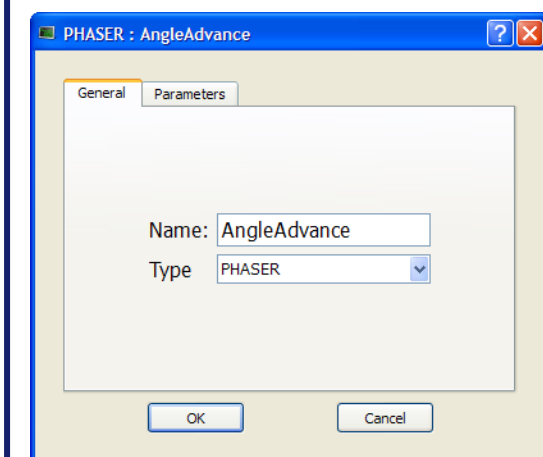 PHASER : AngleAdvance
General Parameters
Name: AngleAdvance
Type PHASER
OK Cancel